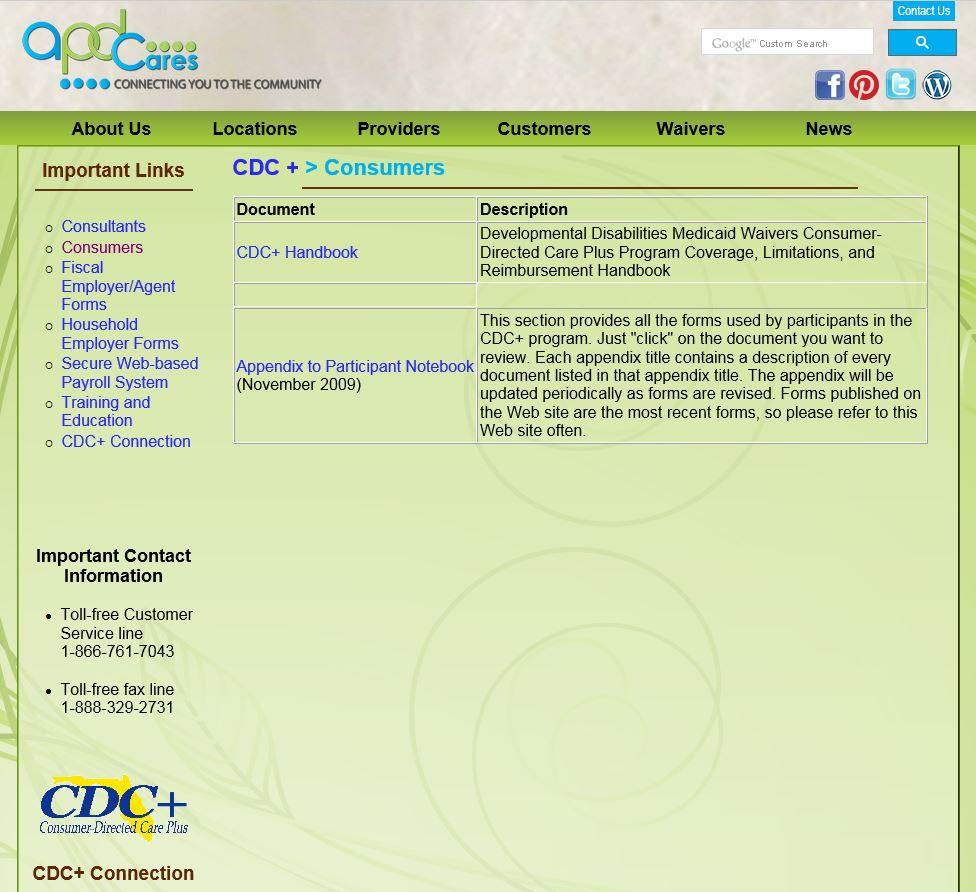 Contact Us
apd
Cares
CONNECTING YOU TO THE COMMUNITY
Google™ Custom Search
About Us Locations Providers Customers Waivers News
Important Links
Consultants
Consumers
Fiscal
Employer/Agent
Forms
Household
Employer Forms
Secure Web-based
Payroll System
Training and
Education
CDC+ Connection
Important Contact
Information
Toll-free Customer
Service line
1-866-761-7043
Toll-free fax line
1-888-329-2731
CDC+
Consumer-Directed Care Plus
CDC+ Connection
CDC + > Consumers
Document Description
CDC+ Handbook
Developmental Disabilities Medicaid Waivers Consumer-
Directed Care Plus Program Coverage, Limitations, and
Reimbursement Handbook
Appendix to Participant Notebook
(November 2009)
This section provides all the forms used by participants in the
CDC+ program. Just "click" on the document you want to
review. Each appendix title contains a description of every
document listed in that appendix title. The appendix will be
updated periodically as forms are revised. Forms published on
the Web site are the most recent forms, so please refer to this
Web site often.